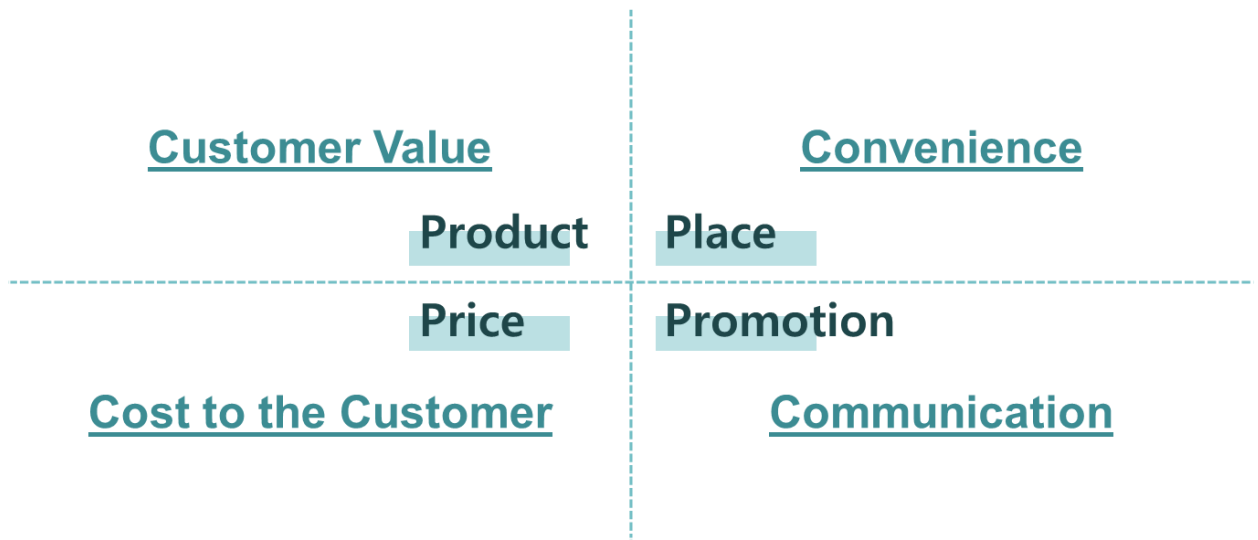 Customer Value
Convenience
Product
Place
Price
Promotion
Cost to the Customer
Communication